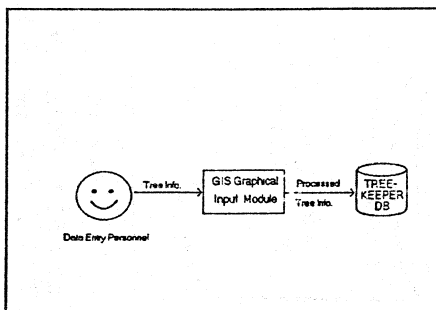 Tree Info.
GIS Graphical
Input Module
Processed
Tree Info.
TREE-
KEEPER
DB
Data Entry Personnel